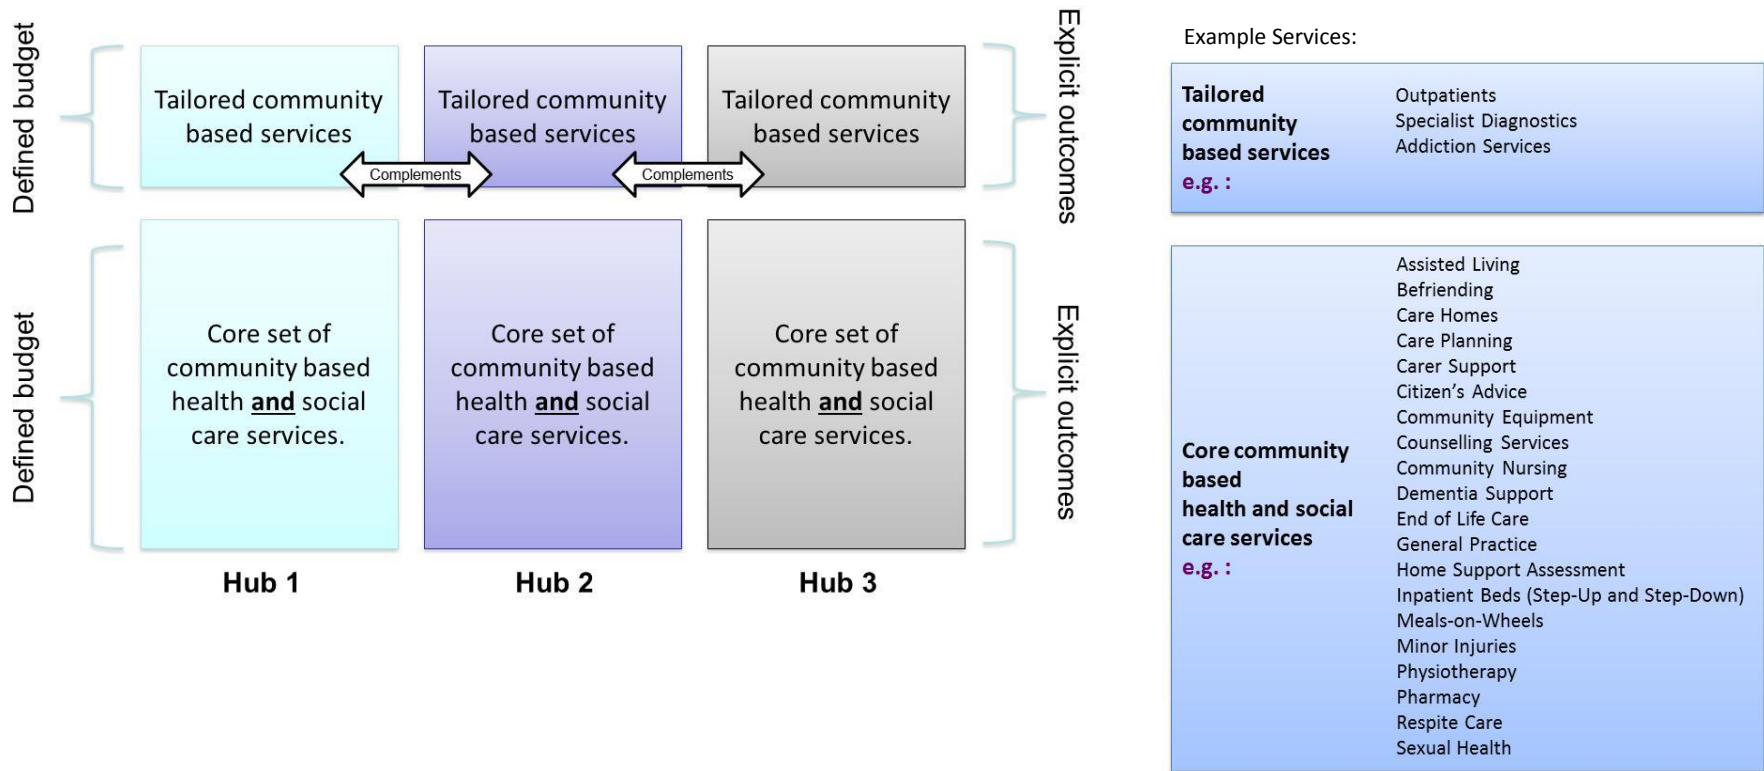 Defined budget
Tailored community
based services
Tailored community
based services
Tailored community
based services
Complements
Complements
Explicit outcomes
Defined budget
Core set of
community based
health and social
care services.
Core set of
community based
health and social
care services.
Core set of
community based
health and social
care services.
Explicit outcomes
Hub 1
Hub 2
Hub 3
Example Services:
Tailored
community
based services
e.g. :
Outpatients
Specialist Diagnostics
Addiction Services
Core community
based
health and social
care services
e.g. :
Assisted Living
Befriending
Care Homes
Care Planning
Carer Support
Citizen’s Advice
Community Equipment
Counselling Services
Community Nursing
Dementia Support
End of Life Care
General Practice
Home Support Assessment
Inpatient Beds (Step-Up and Step-Down)
Meals-on-Wheels
Minor Injuries
Physiotherapy
Pharmacy
Respite Care
Sexual Health